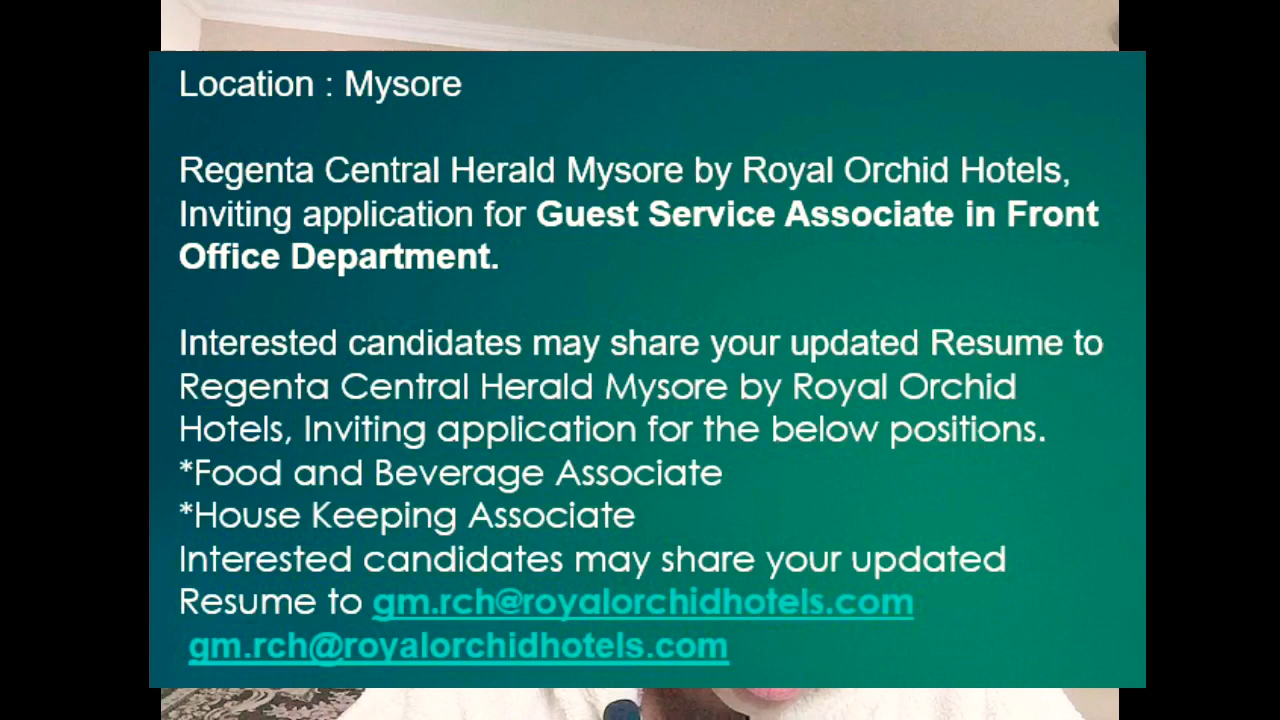 Location : Mysore
Regenta Central Herald Mysore by Royal Orchid Hotels,
Inviting application for Guest Service Associate in Front
Office Department.
Interested candidates may share your updated Resume to
Regenta Central Herald Mysore by Royal Orchid
Hotels, Inviting application for the below positions.
*Food and Beverage Associate
*House Keeping Associate
Interested candidates may share your updated
Resume to gm.rch@royalorchidhotels.com
gm.rch@royalorchidhotels.com